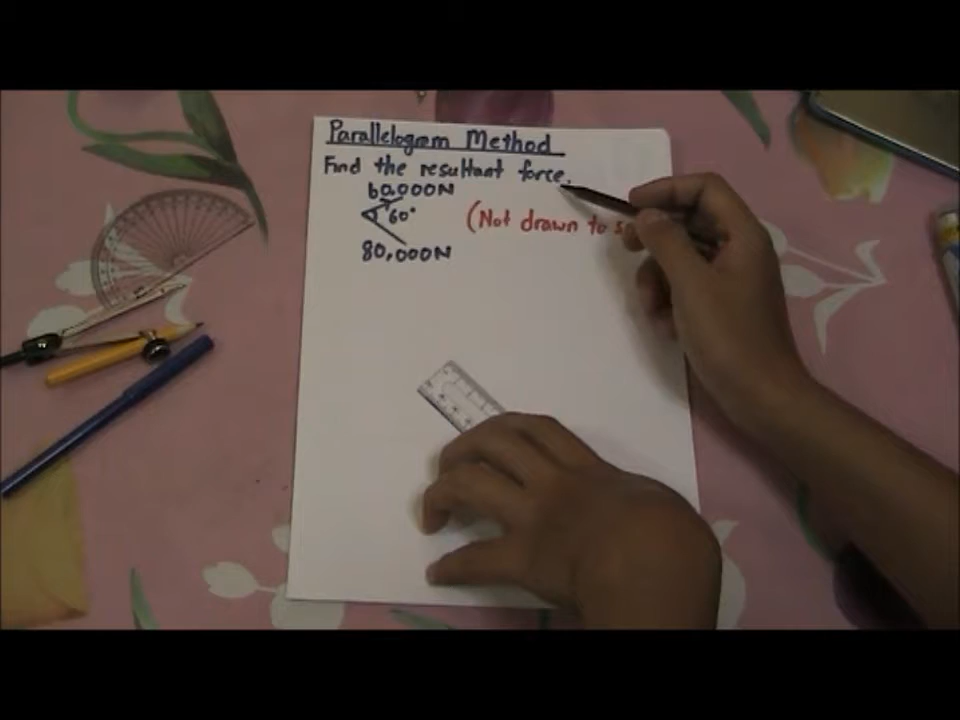 Parallelogram Method
Find the resultant force.
60,000N
60°
(Not drawn to
80,000N